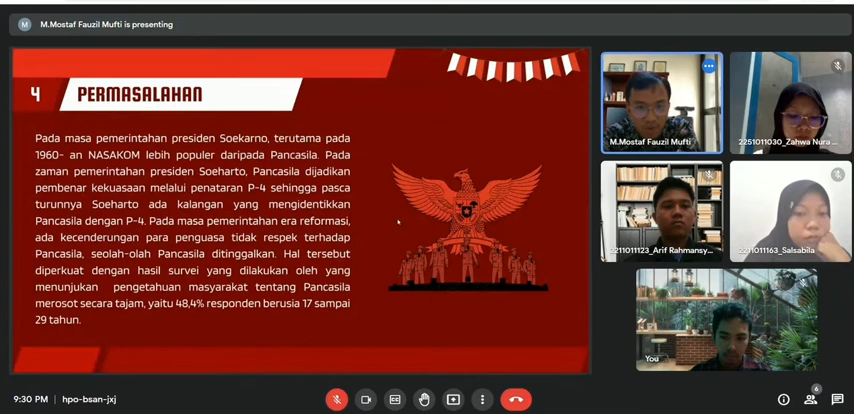 M
M.Mostaf Fauzil Mufti is presenting
4
PERMASALAHAN
Pada masa pemerintahan presiden Soekarno, terutama pada
1960- an NASAKOM lebih populer daripada Pancasila. Pada
zaman pemerintahan presiden Soeharto, Pancasila dijadikan
pembenar kekuasaan melalui penataran P-4 sehingga pasca
turunnya Soeharto ada kalangan yang mengidentikkan
Pancasila dengan P-4. Pada masa pemerintahan era reformasi,
ada kecenderungan para penguasa tidak respek terhadap
Pancasila, seolah-olah Pancasila ditinggalkan. Hal tersebut
diperkuat dengan hasil survei yang dilakukan oleh yang
menunjukan pengetahuan masyarakat tentang Pancasila
merosot secara tajam, yaitu 48,4% responden berusia 17 sampai
29 tahun.
M.Mostaf Fauzil Mufti
2251011030_Zahwa Nura ...
2211011123_Arif Rahmansy...
2211011163_Salsabila
You
9:30 PM | hpo-bsan-jxj
6